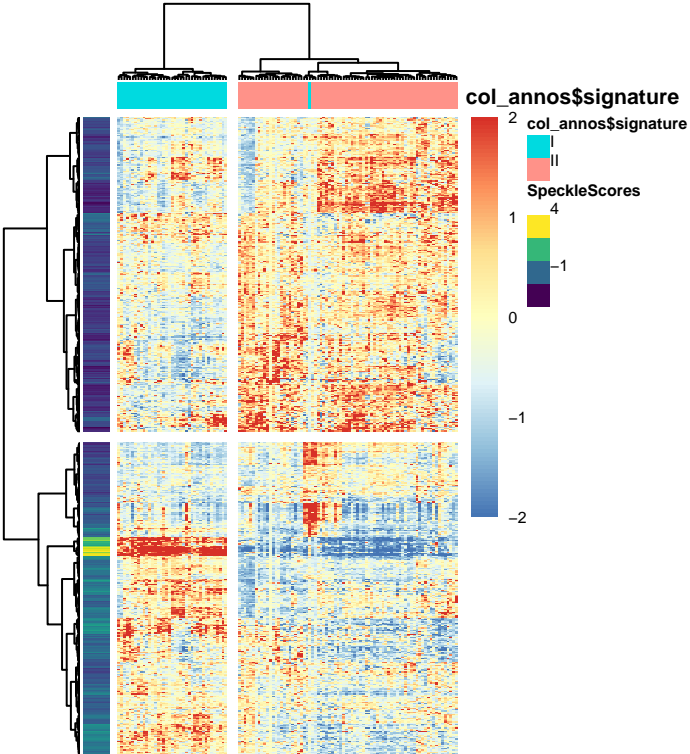 col_annos$signature
2
1
0
−1
−2
col_annos$signature
I
II
SpeckleScores
4
−1